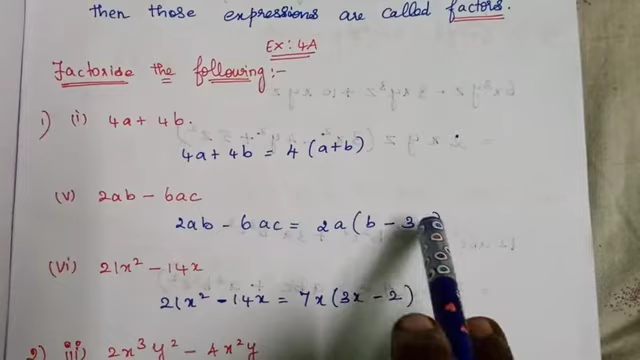 then those expressions are called factors.
Ex: 4A
Factorise the following:-
1) (i) 4a + 4b.
4a + 4b = 4 (a+b)
(v) 2ab - 6ac
2ab - 6ac = 2a (b - 3
(vi) 21x² - 14x
21x² - 14x = 7x (3x - 2)
2) iii) 2x³y² - 4x²y